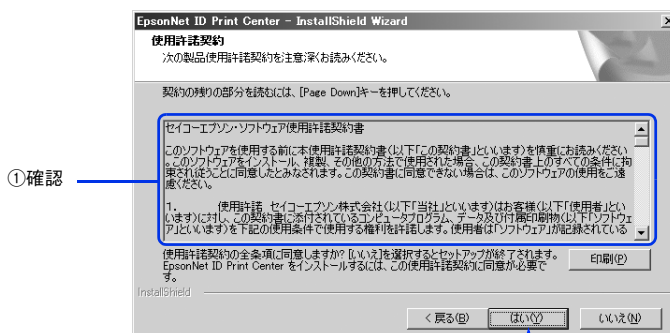 EpsonNet ID Print Center - InstallShield Wizard
使用許諾契約
次の製品使用許諾契約を注意深くお読みください。
契約の残りの部分を読むには、[Page Down]キーを押してください。
セイコーエプソン・ソフトウェア使用許諾契約書
このソフトウェアを使用する前に本使用許諾契約書(以下「この契約書」といいます)を慎重にお読みください
。このソフトウェアをインストール、複製、その他の方法で使用された場合、この契約書上のすべての条件に拘
束され従うことに同意したとみなされます。この契約書に同意できない場合は、このソフトウェアの使用をご遠
慮ください。
1. 使用許諾 セイコーエプソン株式会社(以下「当社」といいます)はお客様(以下「使用者」とい
います)に対し、この契約書に添付されているコンピュータプログラム、データ及び付属印刷物(以下「ソフトウェ
ア」といいます)を下記の使用条件で使用する権利を許諾します。使用者は「ソフトウェア」が記録されている
①確認
使用許諾契約の全条項に同意しますか? [いいえ]を選択するとセットアップが終了されます。
EpsonNet ID Print Center をインストールするには、この使用許諾契約に同意が必要で
す。
印刷(P)
InstallShield
< 戻る(B)
はい(Y)
いいえ(N)